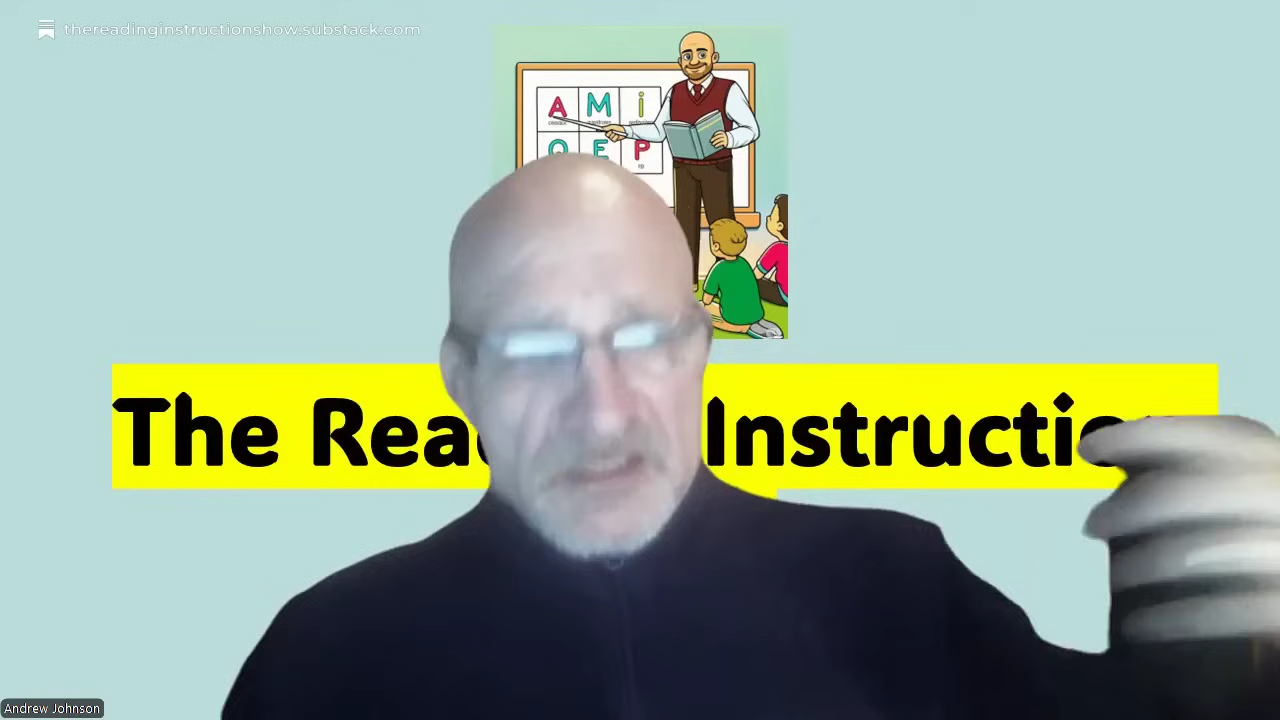 thereadinginstructionshow.substack.com
A M i
O E P
The Rea Instructio
Andrew Johnson